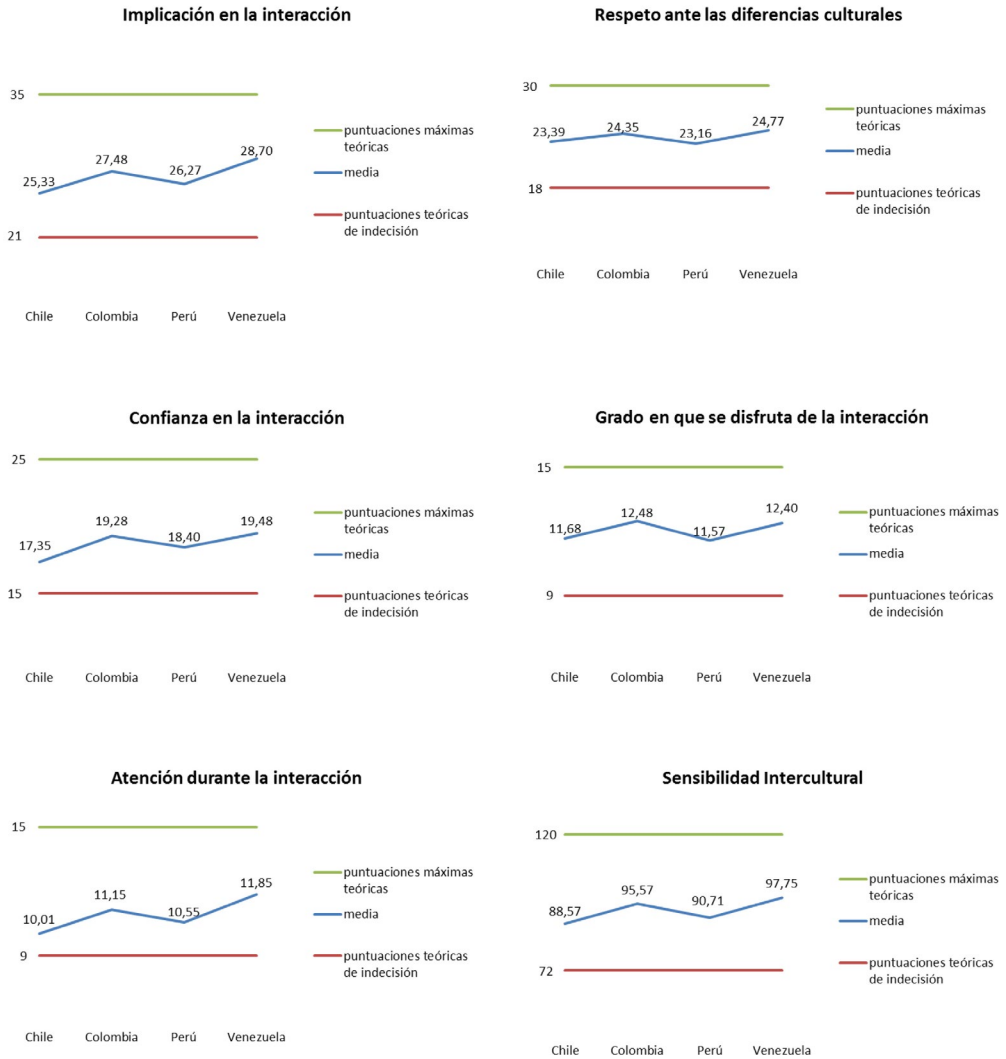 Implicación en la interacción
35
25,33
27,48
26,27
28,70
21
puntuaciones máximas
teóricas
media
puntuaciones teóricas
de indecisión
Chile Colombia Perú Venezuela
Respeto ante las diferencias culturales
30
23,39
24,35
23,16
24,77
18
puntuaciones máximas
teóricas
media
puntuaciones teóricas
de indecisión
Chile Colombia Perú Venezuela
Confianza en la interacción
25
17,35
19,28
18,40
19,48
15
puntuaciones máximas
teóricas
media
puntuaciones teóricas
de indecisión
Chile Colombia Perú Venezuela
Grado en que se disfruta de la interacción
15
11,68
12,48
11,57
12,40
9
puntuaciones máximas
teóricas
media
puntuaciones teóricas
de indecisión
Chile Colombia Perú Venezuela
Atención durante la interacción
15
10,01
11,15
10,55
11,85
9
puntuaciones máximas
teóricas
media
puntuaciones teóricas
de indecisión
Chile Colombia Perú Venezuela
Sensibilidad Intercultural
120
88,57
95,57
90,71
97,75
72
puntuaciones máximas
teóricas
media
puntuaciones teóricas
de indecisión
Chile Colombia Perú Venezuela